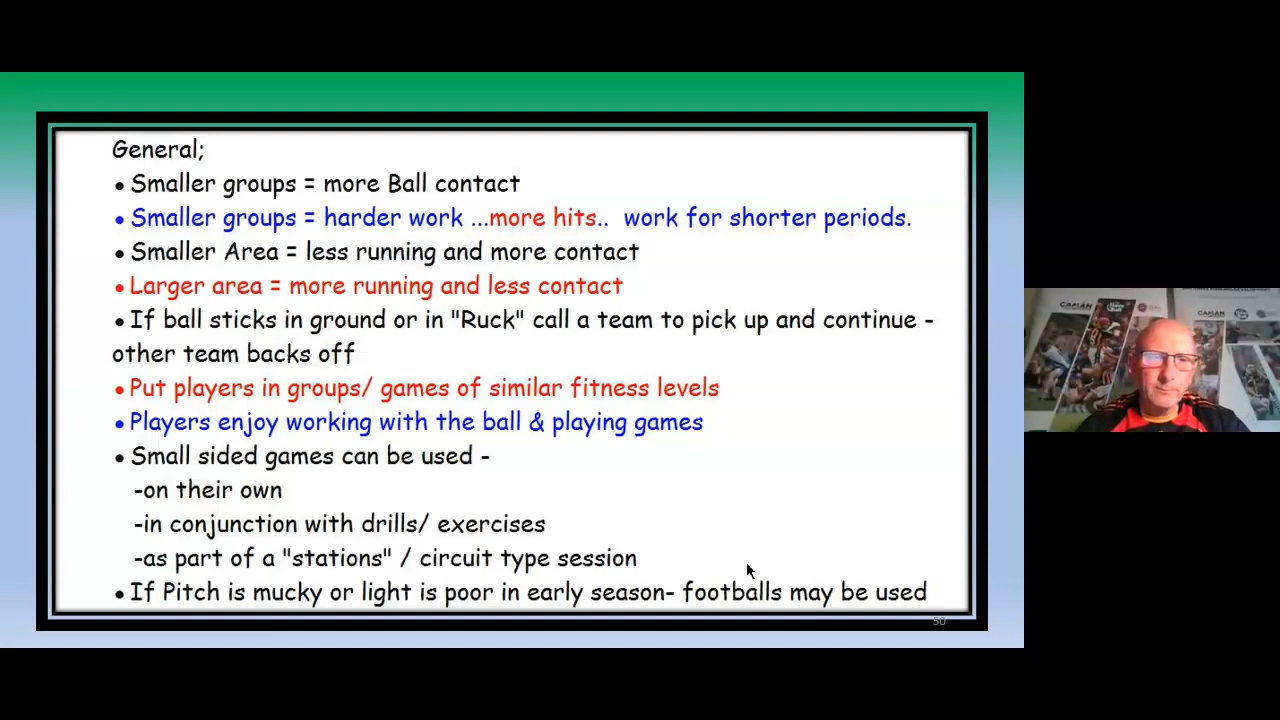 General;
• Smaller groups = more Ball contact
• Smaller groups = harder work ...more hits.. work for shorter periods.
• Smaller Area = less running and more contact
• Larger area = more running and less contact
• If ball sticks in ground or in "Ruck" call a team to pick up and continue -
other team backs off
• Put players in groups/ games of similar fitness levels
• Players enjoy working with the ball & playing games
• Small sided games can be used -
-on their own
-in conjunction with drills/ exercises
-as part of a "stations" / circuit type session
• If Pitch is mucky or light is poor in early season- footballs may be used
50